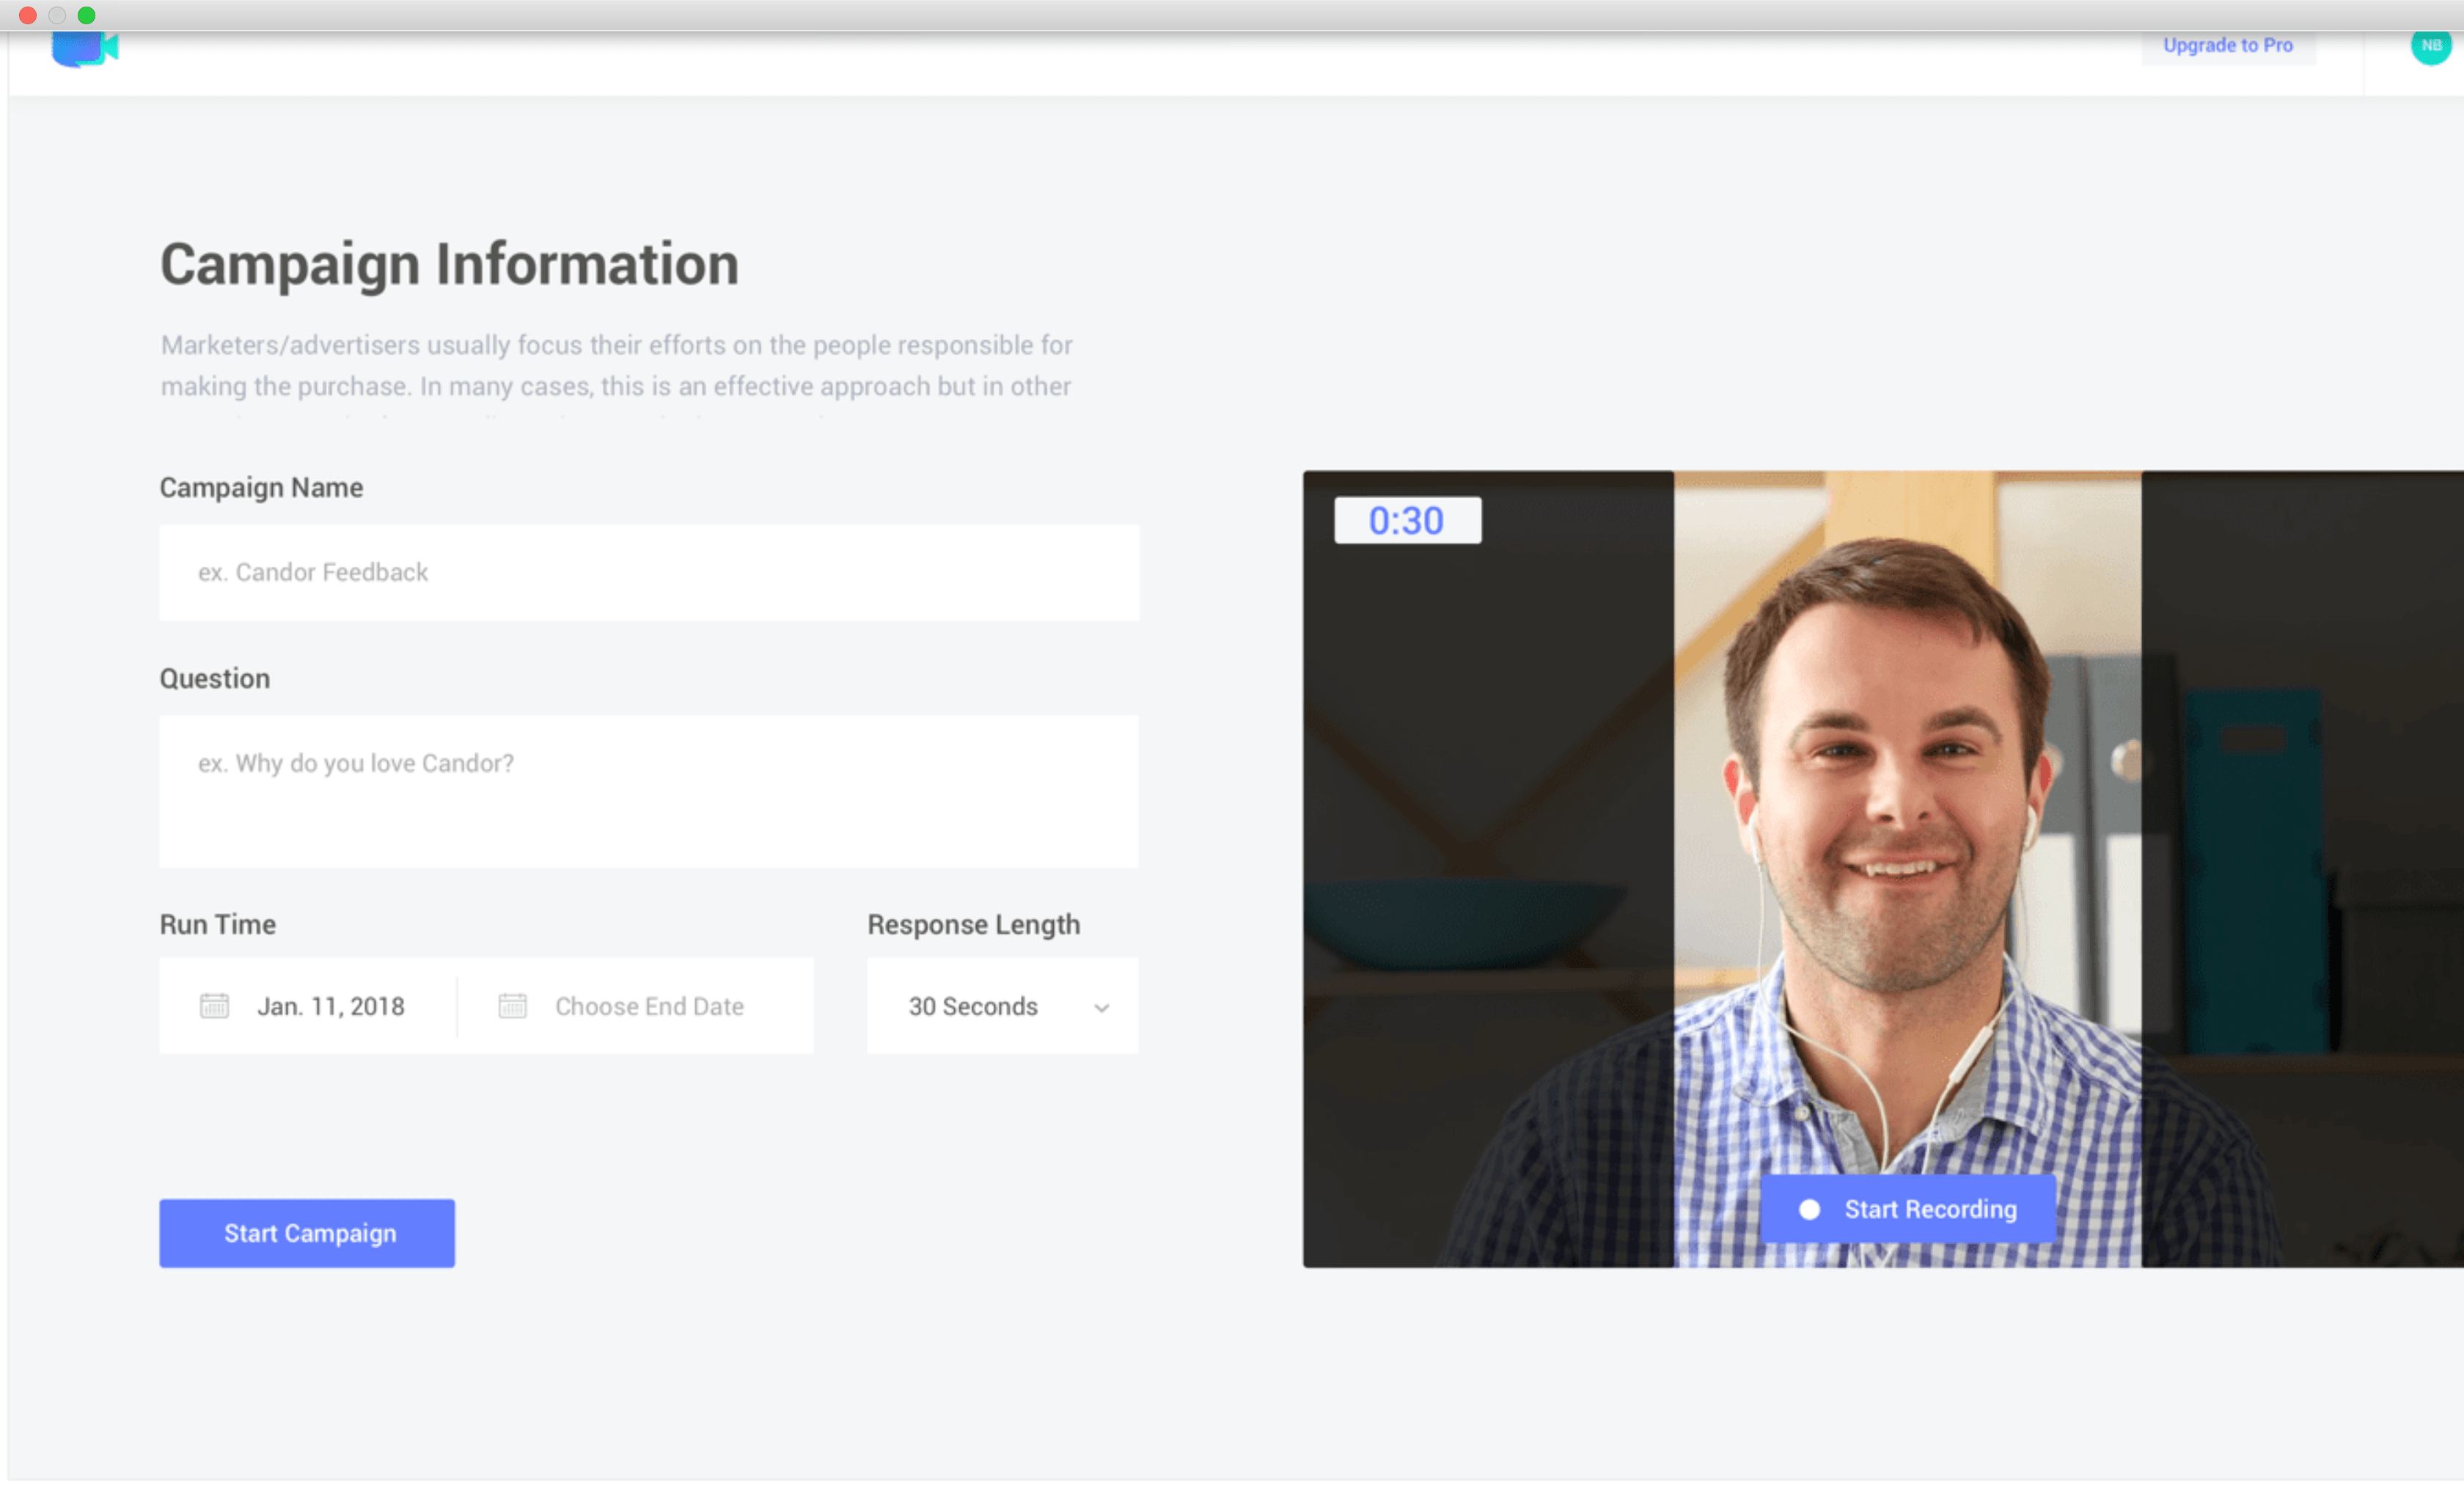 Upgrade to Pro
NB
Campaign Information
Marketers/advertisers usually focus their efforts on the people responsible for
making the purchase. In many cases, this is an effective approach but in other
Campaign Name
ex. Candor Feedback
Question
ex. Why do you love Candor?
Run Time
Response Length
Jan. 11, 2018
Choose End Date
30 Seconds
Start Campaign
0:30
Start Recording